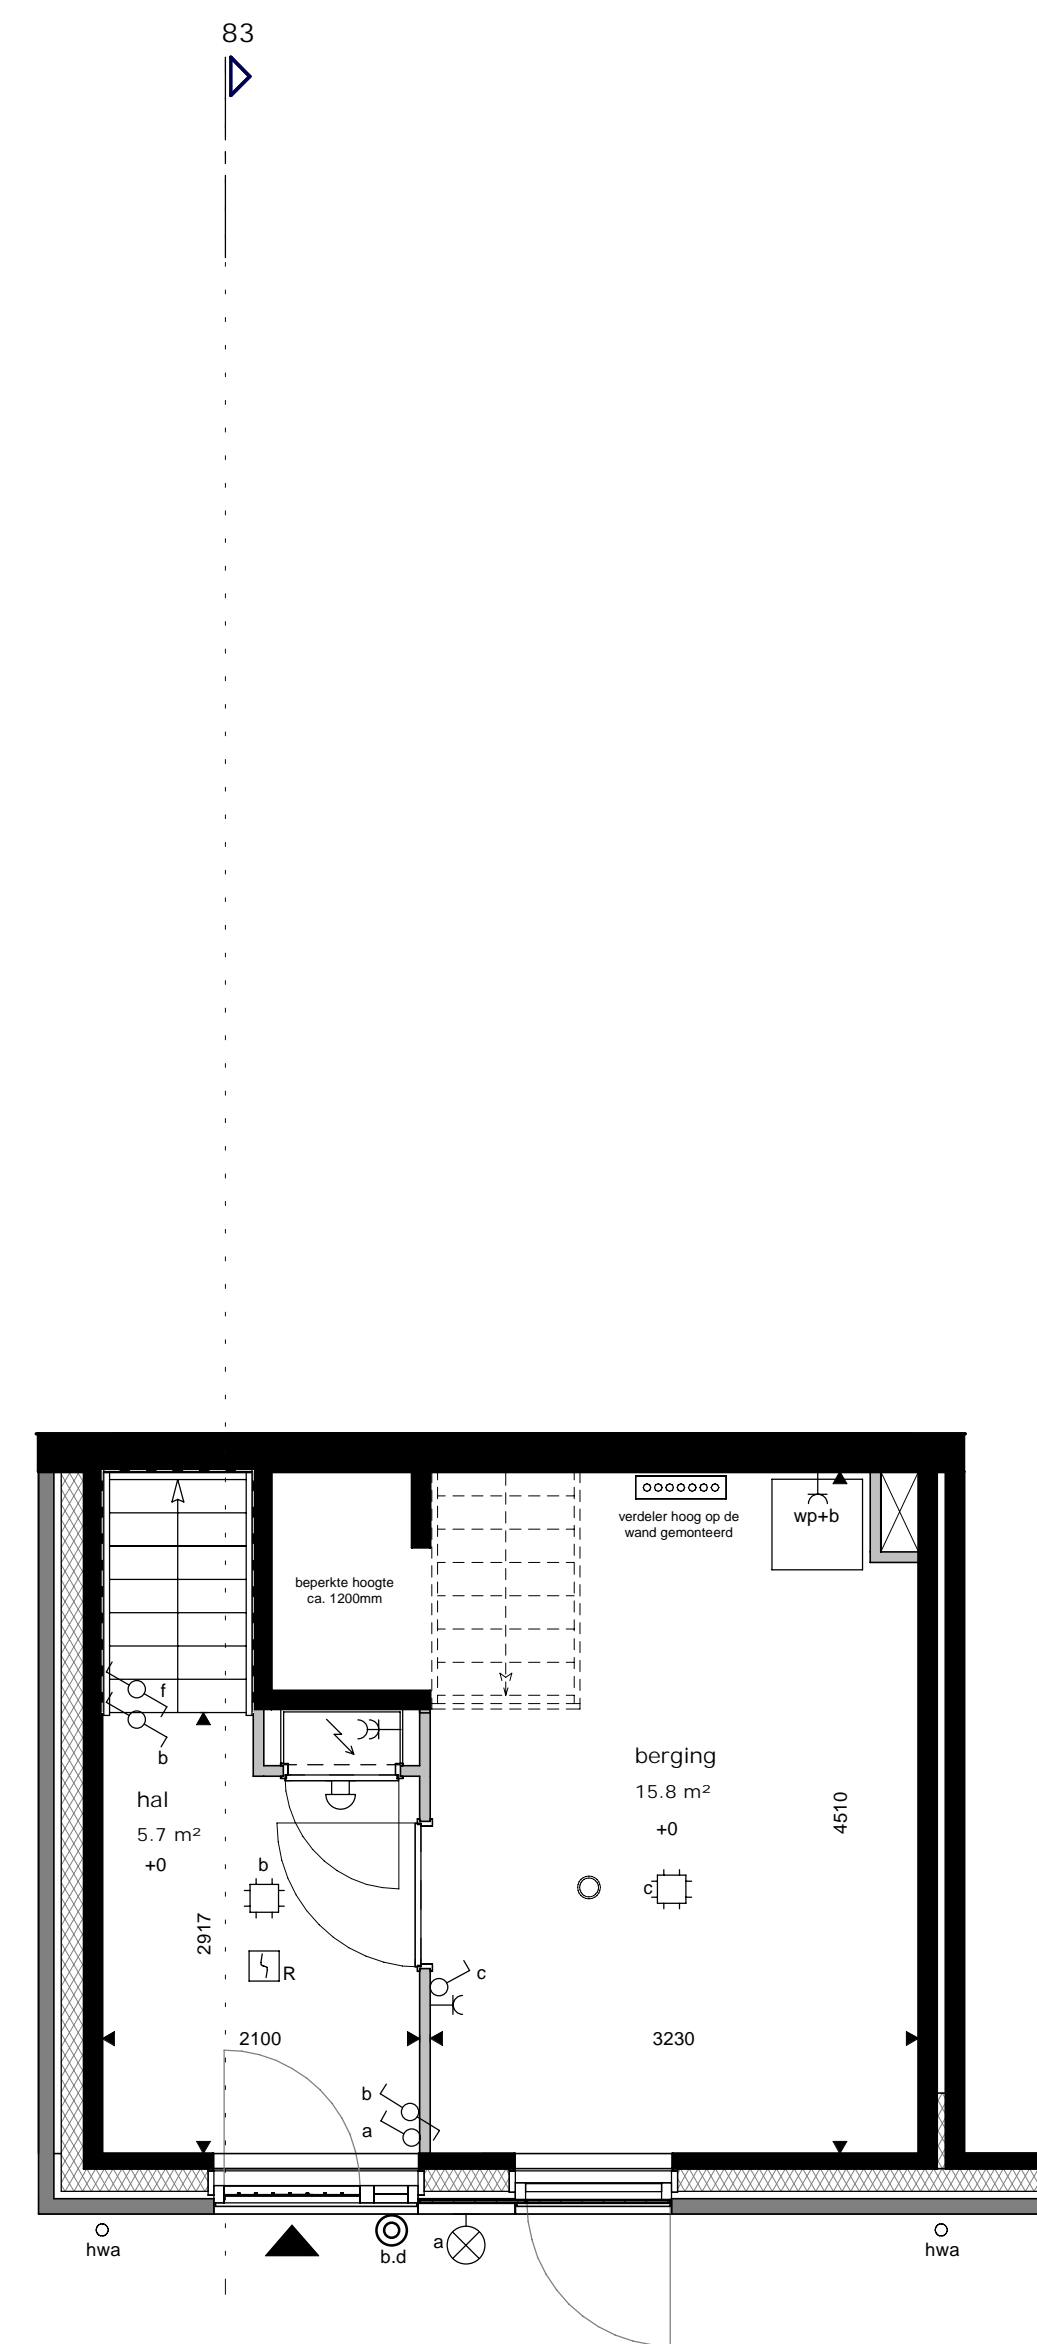 83
verdeler hoog op de
wand gemonteerd
wp+b
beperkte hoogte
ca. 1200mm
f
b
hal
5.7 m²
+0
berging
15.8 m²
+0
4510
b
c
2917
R
c
2100
3230
b
a
hwa
b.d
a
hwa